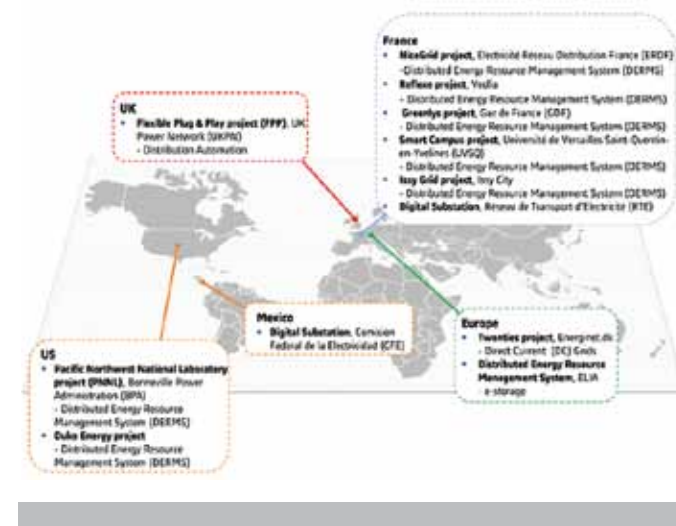 France
• NiceGrid project, Electricité Réseau Distribution France (ERDF)
-Distributed Energy Resource Management System (DERMS)
• Reflexe project, Veolia
- Distributed Energy Resource Management System (DERMS)
• Greenlys project, Gaz de France (GDF)
- Distributed Energy Resource Management System (DERMS)
• Smart Campus project, Université de Versailles Saint-Quentin-
en-Yvelines (UVSQ)
- Distributed Energy Resource Management System (DERMS)
• Issy Grid project, Issy City
- Distributed Energy Resource Management System (DERMS)
• Digital Substation, Réseau de Transport d'Electricité (RTE)
UK
• Flexible Plug & Play project (FPP), UK
Power Network (UKPN)
- Distribution Automation
Mexico
• Digital Substation, Comision
Federal de la Electricidad (CFE)
Europe
• Twenties project, Energinet.dk
- Direct Current (DC) Grids
• Distributed Energy Resource
Management System, ELIA
e-storage
US
• Pacific Northwest National Laboratory
project (PNNL), Bonneville Power
Administration (BPA)
- Distributed Energy Resource
Management System (DERMS)
• Duke Energy project
- Distributed Energy Resource
Management System (DERMS)